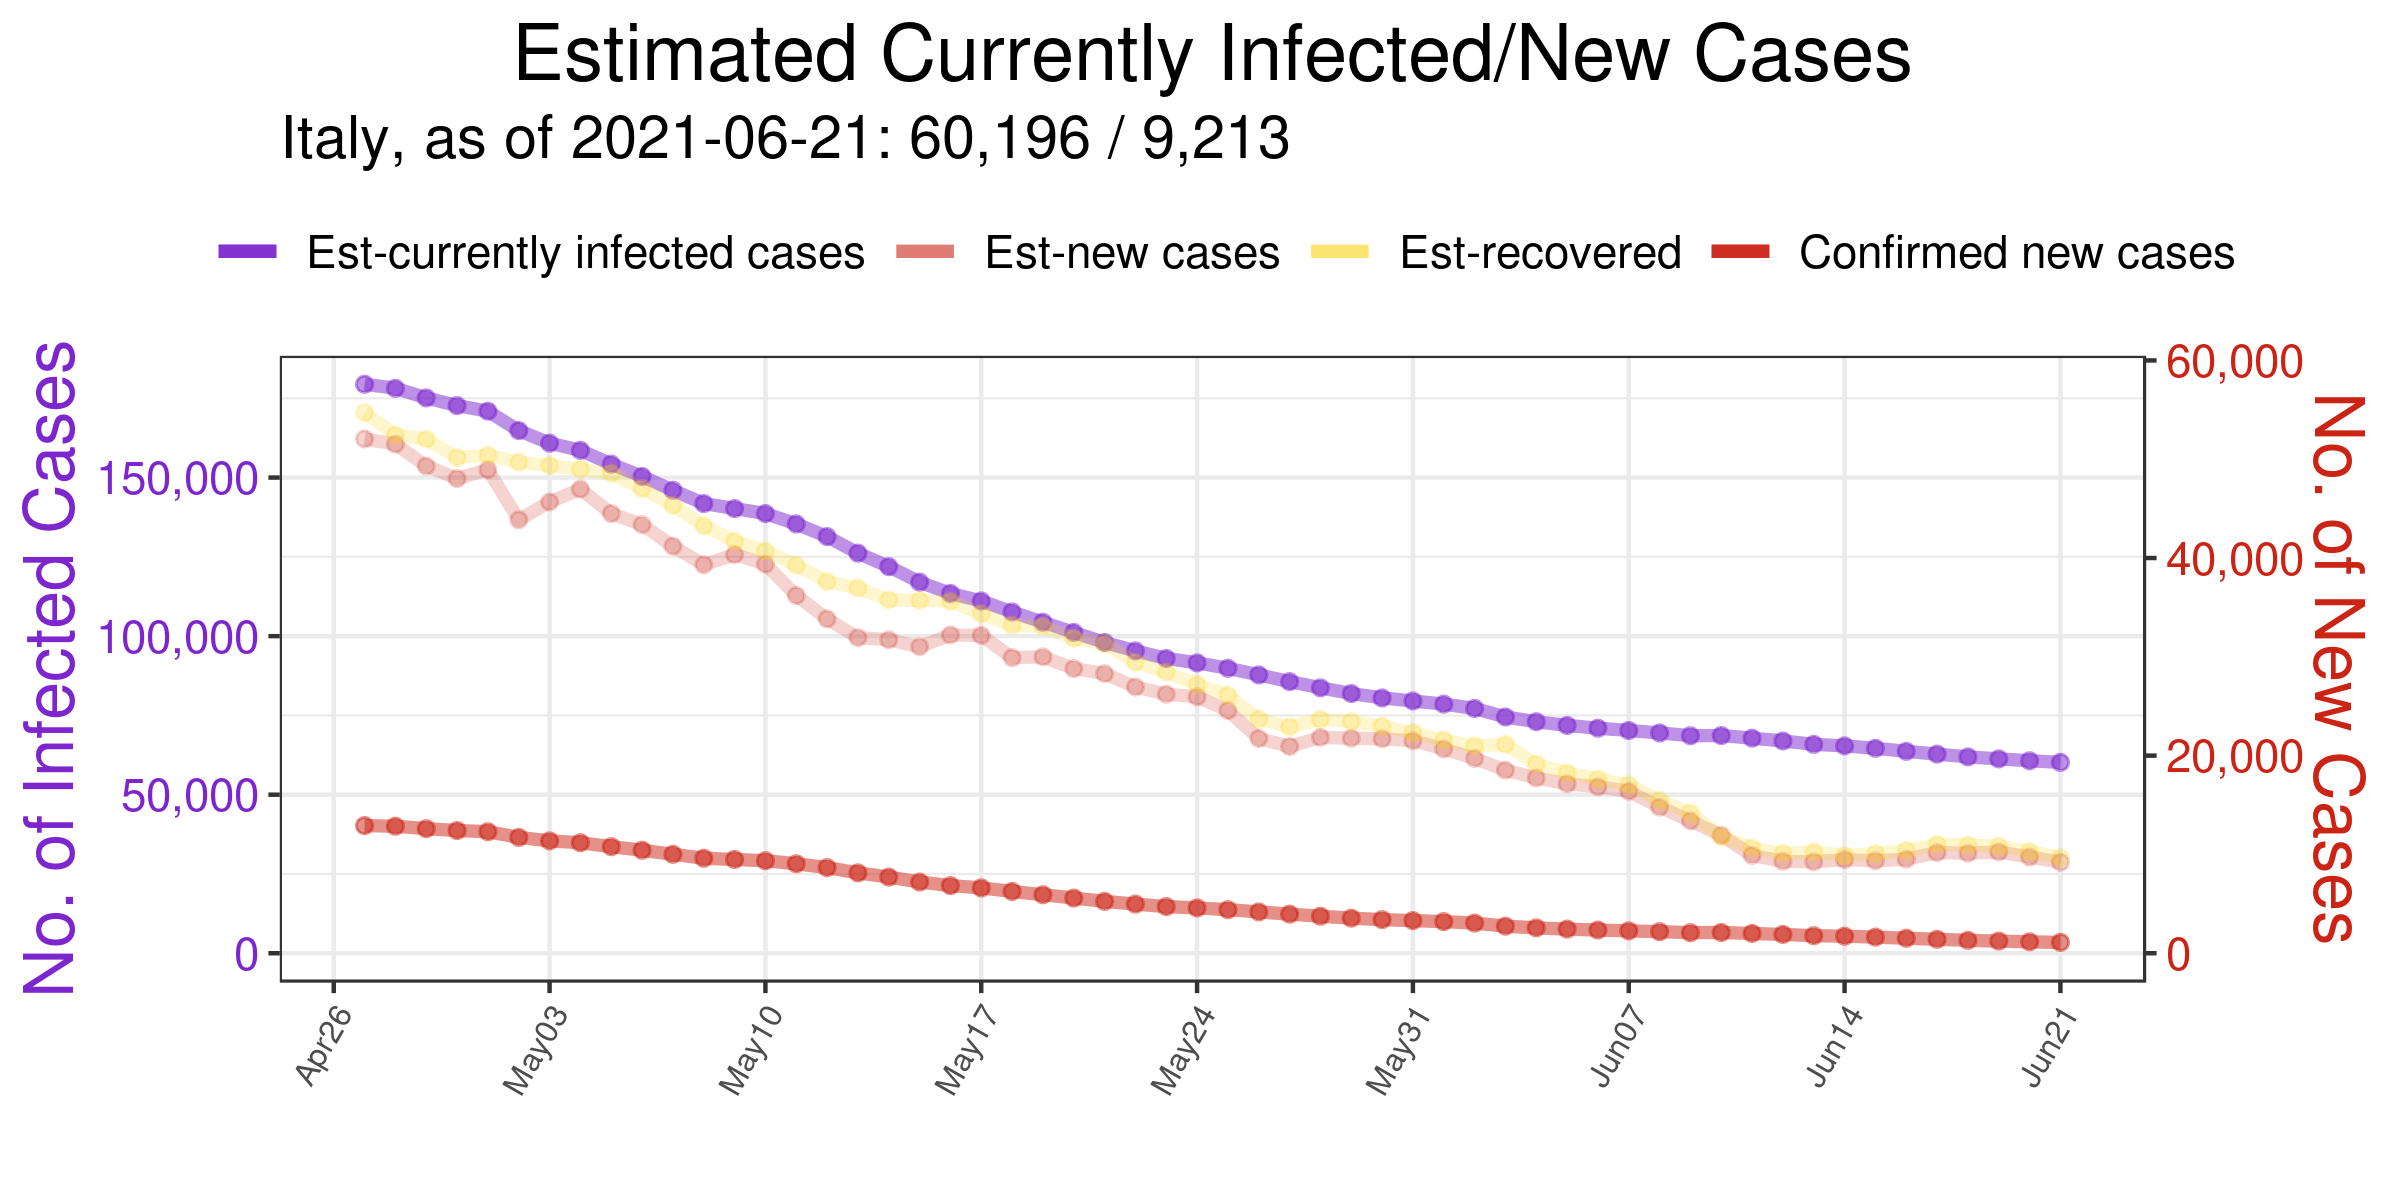 Estimated Currently Infected/New Cases
Italy, as of 2021-06-21: 60,196 / 9,213
Est-currently infected cases Est-new cases Est-recovered Confirmed new cases
No. of Infected Cases
150,000
100,000
50,000
0
60,000
40,000
20,000
0
No. of New Cases
Apr26 May03 May10 May17 May24 May31 Jun07 Jun14 Jun21